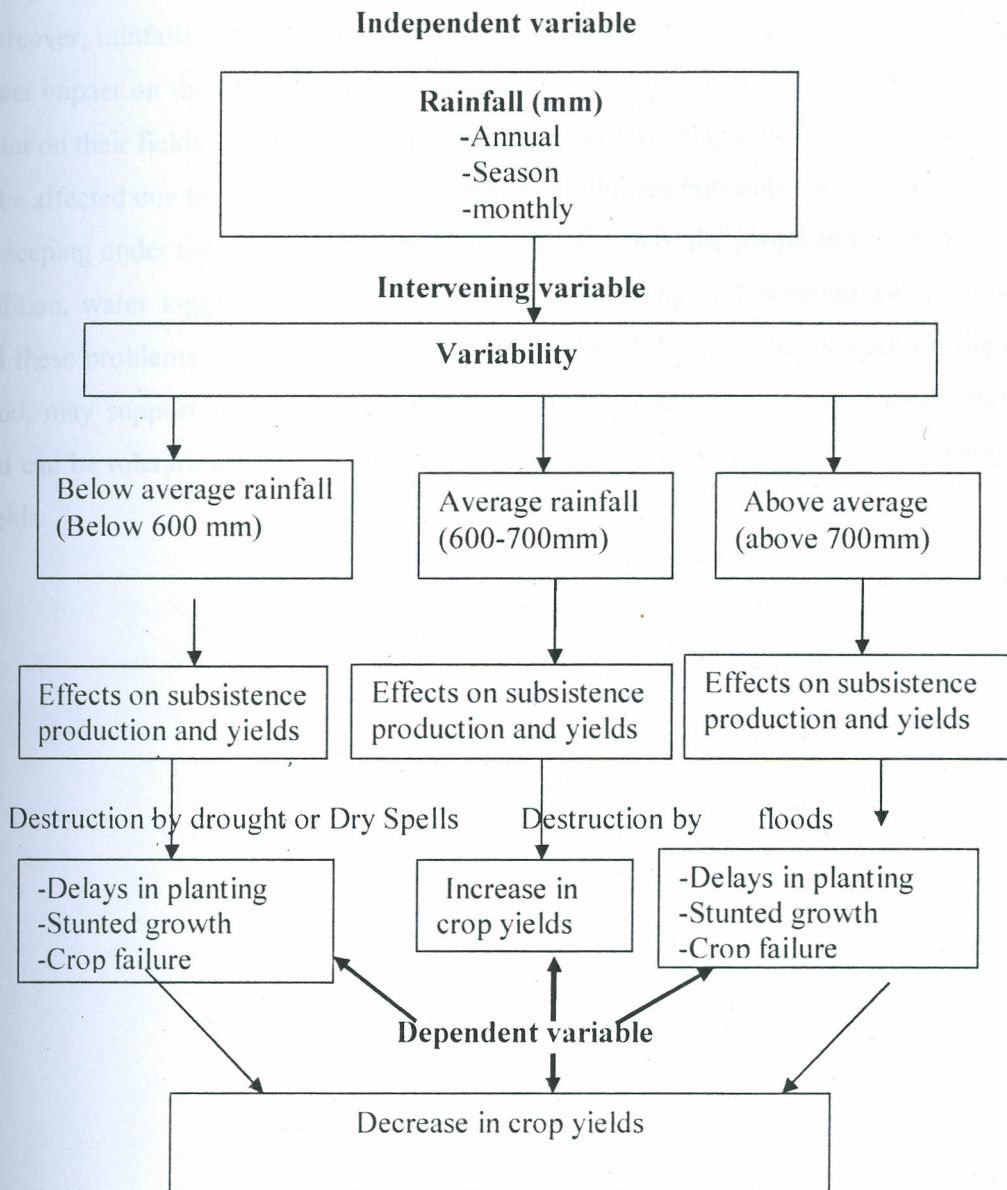 Independent variable
Rainfall (mm)
-Annual
-Season
-monthly
Intervening variable
Variability
Below average rainfall
(Below 600 mm)
Average rainfall
(600-700mm)
Above average
(above 700mm)
Effects on subsistence
production and yields
Effects on subsistence
production and yields
Effects on subsistence
production and yields
Destruction by drought or Dry Spells
Destruction by floods
-Delays in planting
-Stunted growth
-Crop failure
Increase in
crop yields
-Delays in planting
-Stunted growth
-Crop failure
Dependent variable
Decrease in crop yields